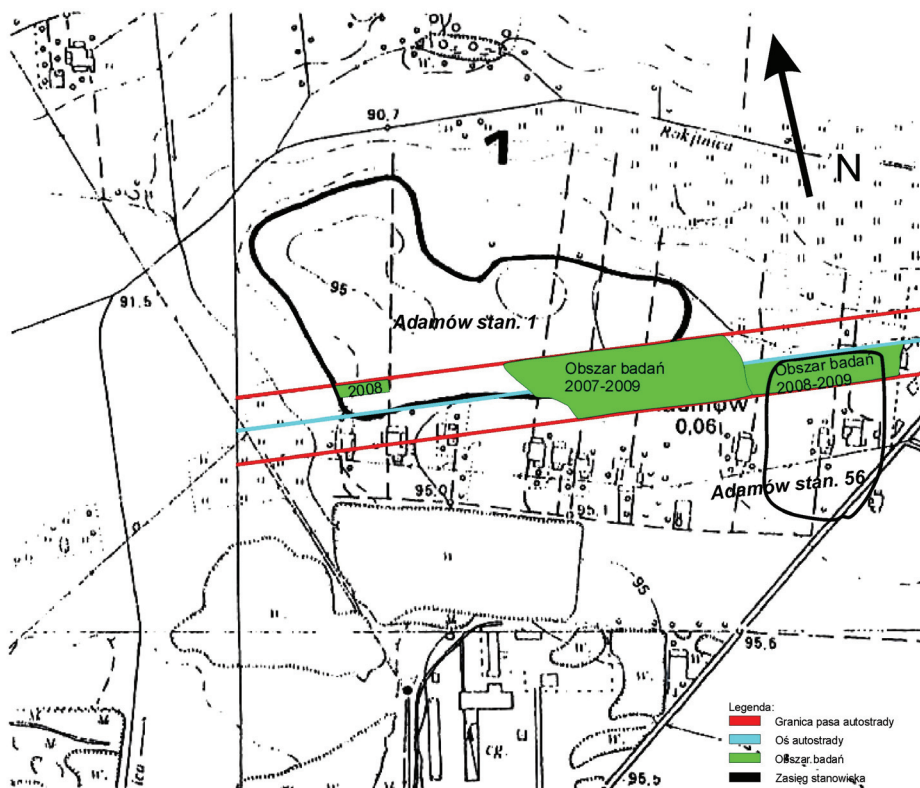 90,7
1
Rakitnica
N
95
91,5
Adamów stan. 1
Obszar badań
2007-2009
2008
Obszar badań
2008-2009
0,06
Adamów stan. 56
95,0
95,1
95
95,6
cg.
95,5
Legenda:
Granica pasa autostrady
Oś autostrady
Obszar badań
Zasięg stanowiska